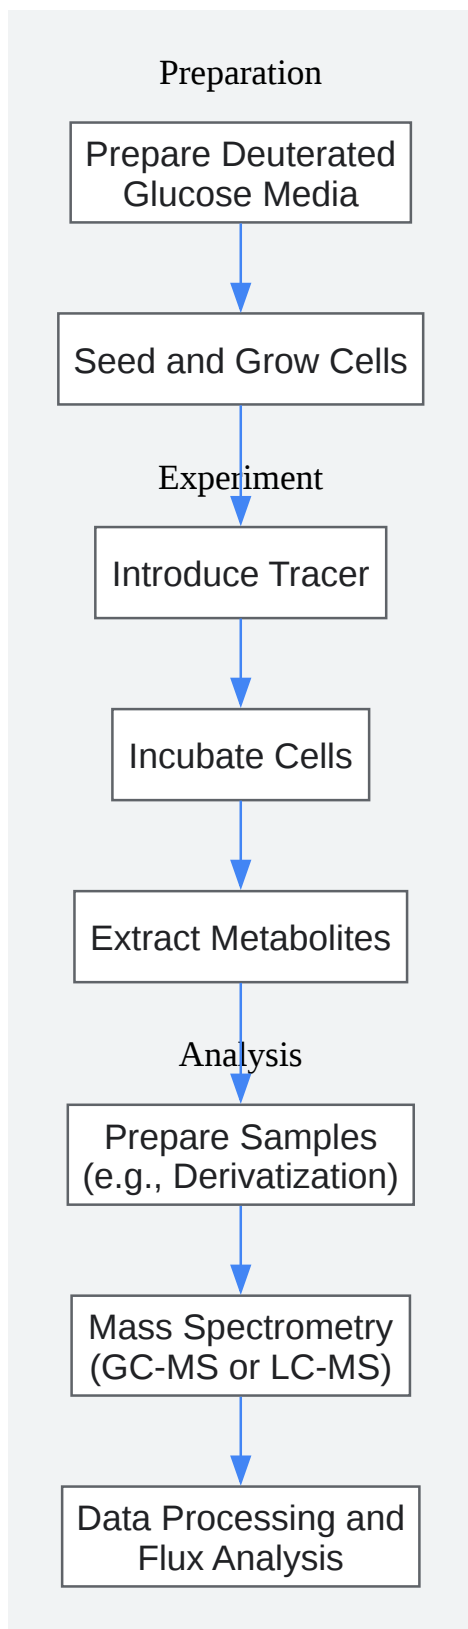 Preparation
Prepare Deuterated
Glucose Media
Seed and Grow Cells
Experiment
Introduce Tracer
Incubate Cells
Extract Metabolites
Analysis
Prepare Samples
(e.g., Derivatization)
Mass Spectrometry
(GC-MS or LC-MS)
Data Processing and
Flux Analysis